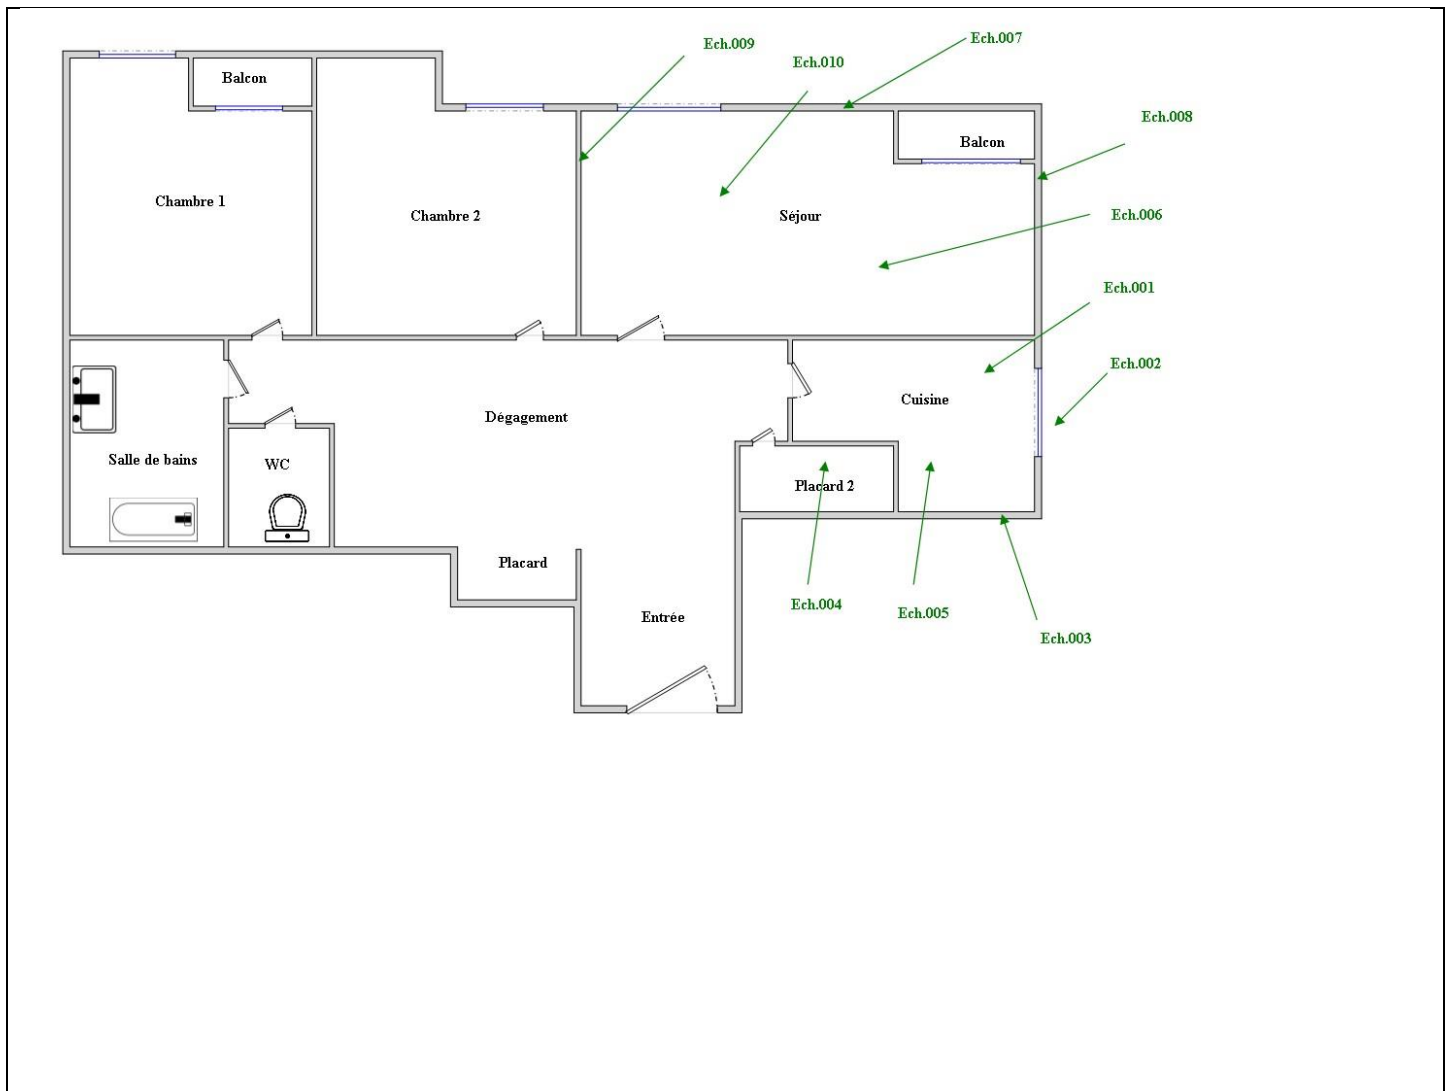 Ech.009
Ech.007
Ech.010
Balcon
Ech.008
Balcon
Chambre 1
Chambre 2
Séjour
Ech.006
Ech.001
Ech.002
Cuisine
Dégagement
Salle de bains
WC
Placard 2
Placard
Ech.004
Ech.005
Entrée
Ech.003